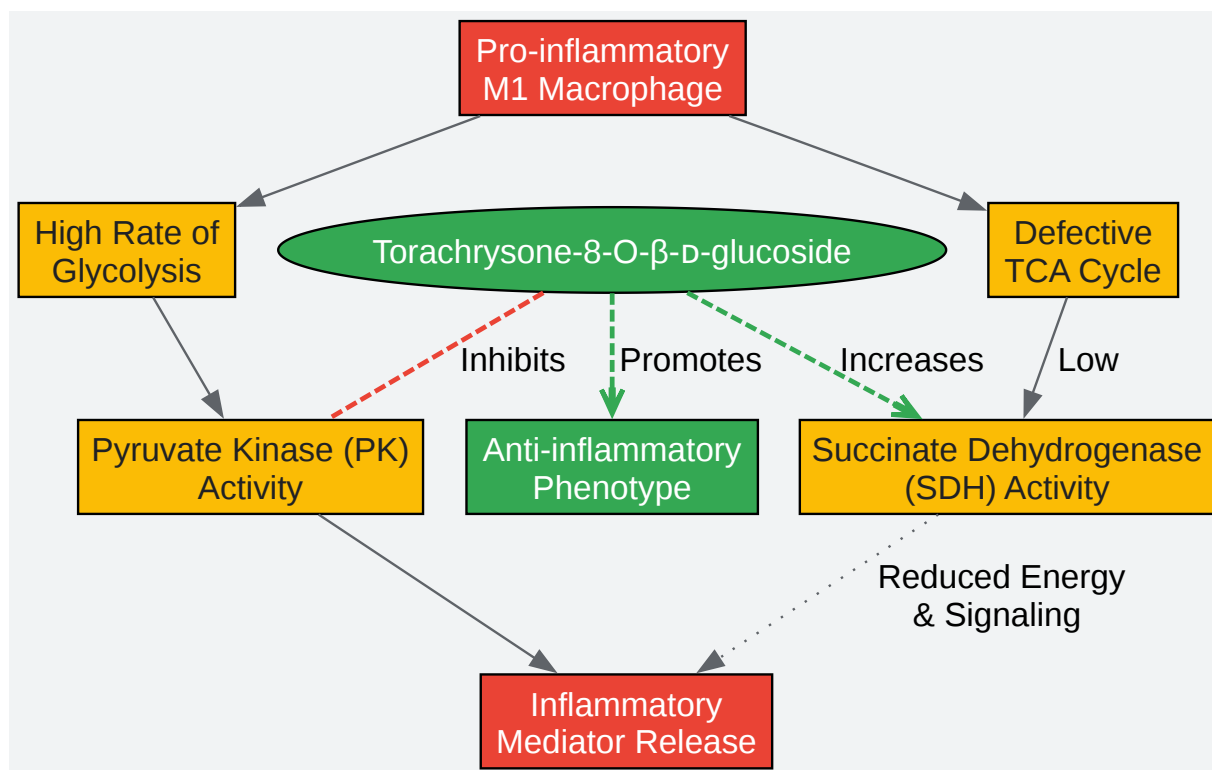 Pro-inflammatory
M1 Macrophage
High Rate of
Glycolysis
Torachrysone-8-O-β-ᴅ-glucoside
Defective
TCA Cycle
Inhibits
Promotes
Increases
Low
Pyruvate Kinase (PK)
Activity
Anti-inflammatory
Phenotype
Succinate Dehydrogenase
(SDH) Activity
Reduced Energy
& Signaling
Inflammatory
Mediator Release